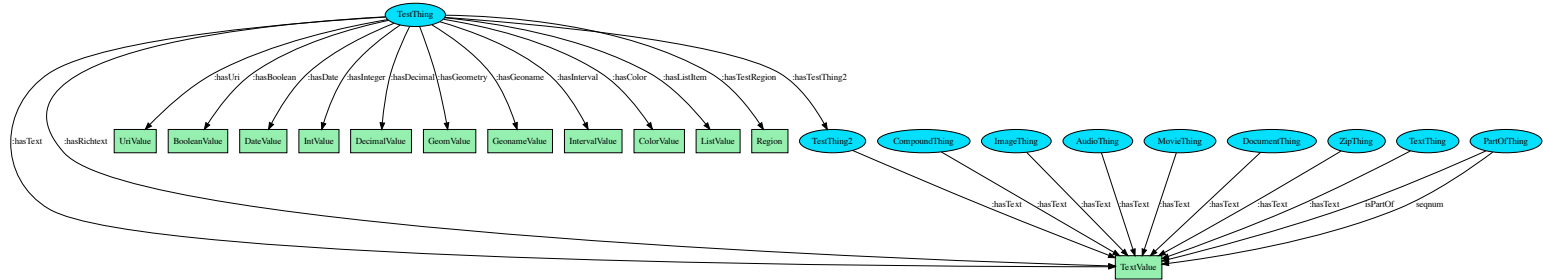 TestThing
:hasUri
:hasBoolean
:hasDate
:hasInteger
:hasDecimal
:hasGeometry
:hasGeoname
:hasInterval
:hasColor
:hasListItem
:hasTestRegion
:hasTestThing2
:hasText
:hasRichtext
UriValue
BooleanValue
DateValue
IntValue
DecimalValue
GeomValue
GeonameValue
IntervalValue
ColorValue
ListValue
Region
TestThing2
CompoundThing
ImageThing
AudioThing
MovieThing
DocumentThing
ZipThing
TextThing
PartOfThing
:hasText
:hasText
:hasText
:hasText
:hasText
:hasText
:hasText
:hasText
isPartOf
seqnum
TextValue